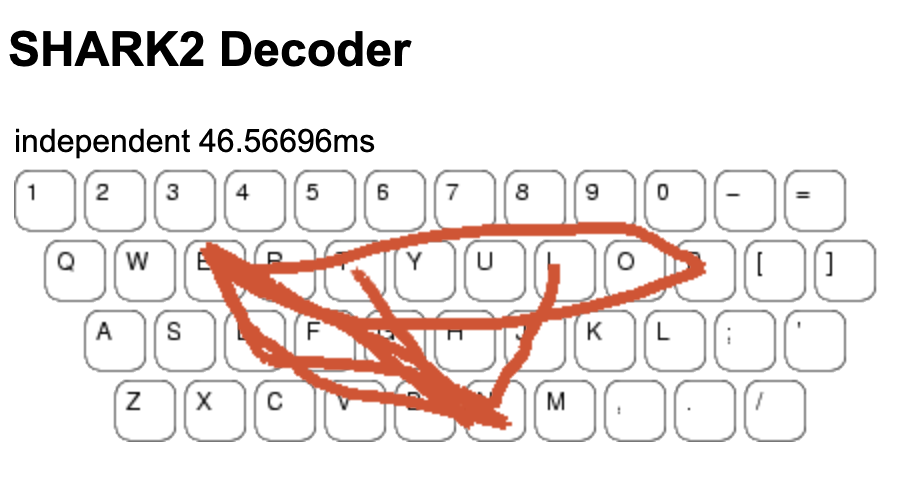 SHARK2 Decoder
independent 46.56696ms
1 2 3 4 5 6 7 8 9 0 – =
Q W E R T Y U I O P [ ]
A S D F G H J K L ; '
Z X C V B N M , . /